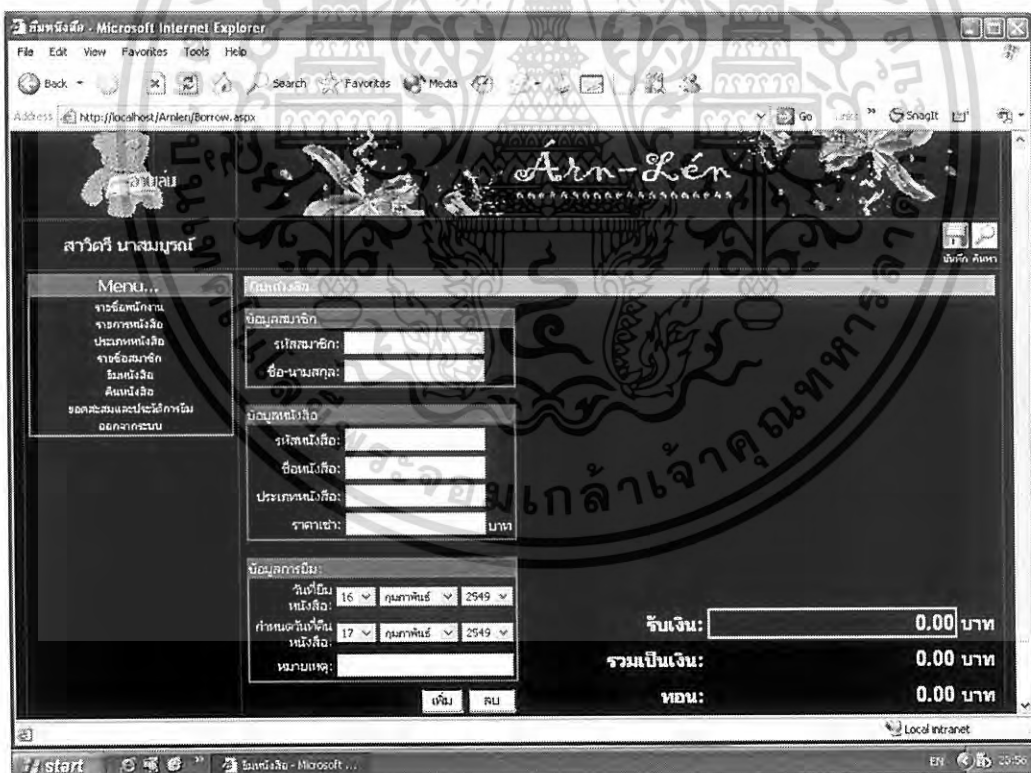 ยืมหนังสือ - Microsoft Internet Explorer
File Edit View Favorites Tools Help
Back Search Favorites Media
Address http://localhost/Arnlen/Borrow.aspx Go Links SnagIt
Árn-Lén
สาวิตรี นาสมบูรณ์
บันทึก ค้นหา
Menu...
รายชื่อพนักงาน
รายการหนังสือ
ประเภทหนังสือ
รายชื่อสมาชิก
ยืมหนังสือ
คืนหนังสือ
ยอดสะสมและประวัติการยืม
ออกจากระบบ
ข้อมูลสมาชิก
รหัสสมาชิก:
ชื่อ-นามสกุล:
ข้อมูลหนังสือ
รหัสหนังสือ:
ชื่อหนังสือ:
ประเภทหนังสือ:
ราคาเช่า: บาท
ข้อมูลการยืม:
วันที่ยืมหนังสือ: 16 กุมภาพันธ์ 2549
กำหนดวันที่คืนหนังสือ: 17 กุมภาพันธ์ 2549
หมายเหตุ:
เพิ่ม ลบ
รับเงิน: 0.00 บาท
รวมเป็นเงิน: 0.00 บาท
ทอน: 0.00 บาท
Local intranet
start ยืมหนังสือ - Microsoft ... EN 20:56